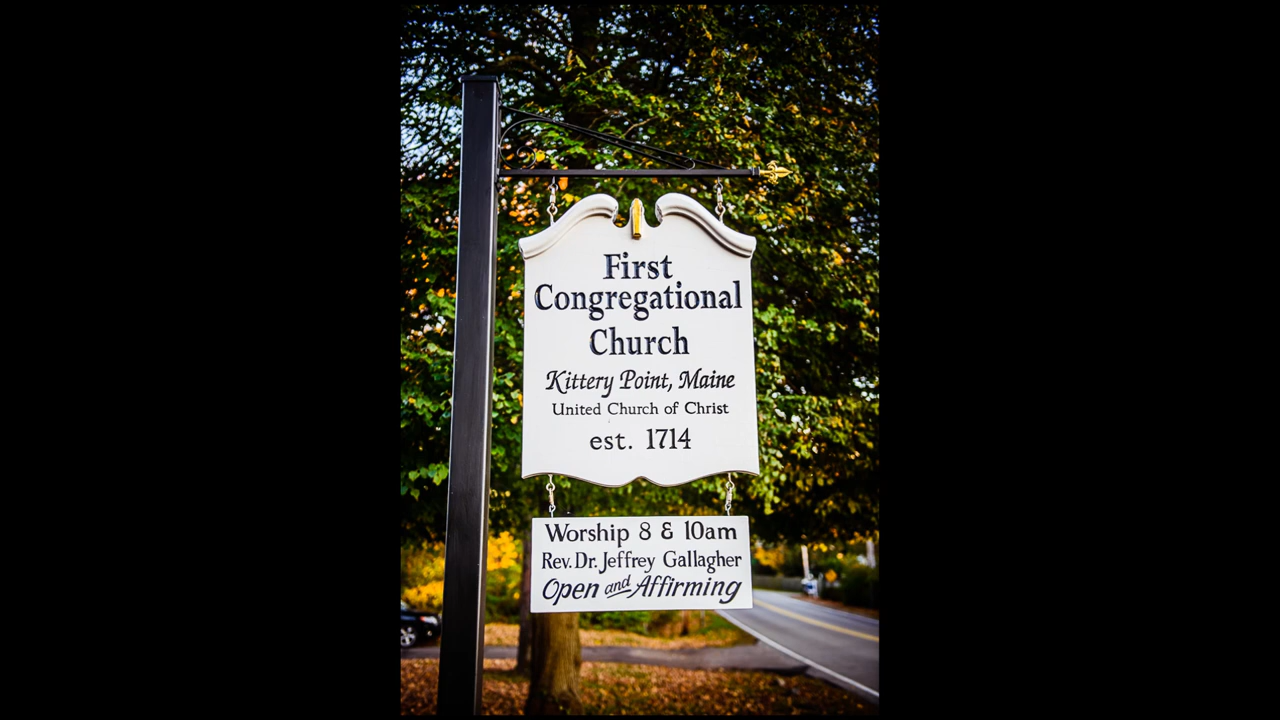 First
Congregational
Church
Kittery Point, Maine
United Church of Christ
est. 1714
Worship 8 & 10am
Rev. Dr. Jeffrey Gallagher
Open and Affirming